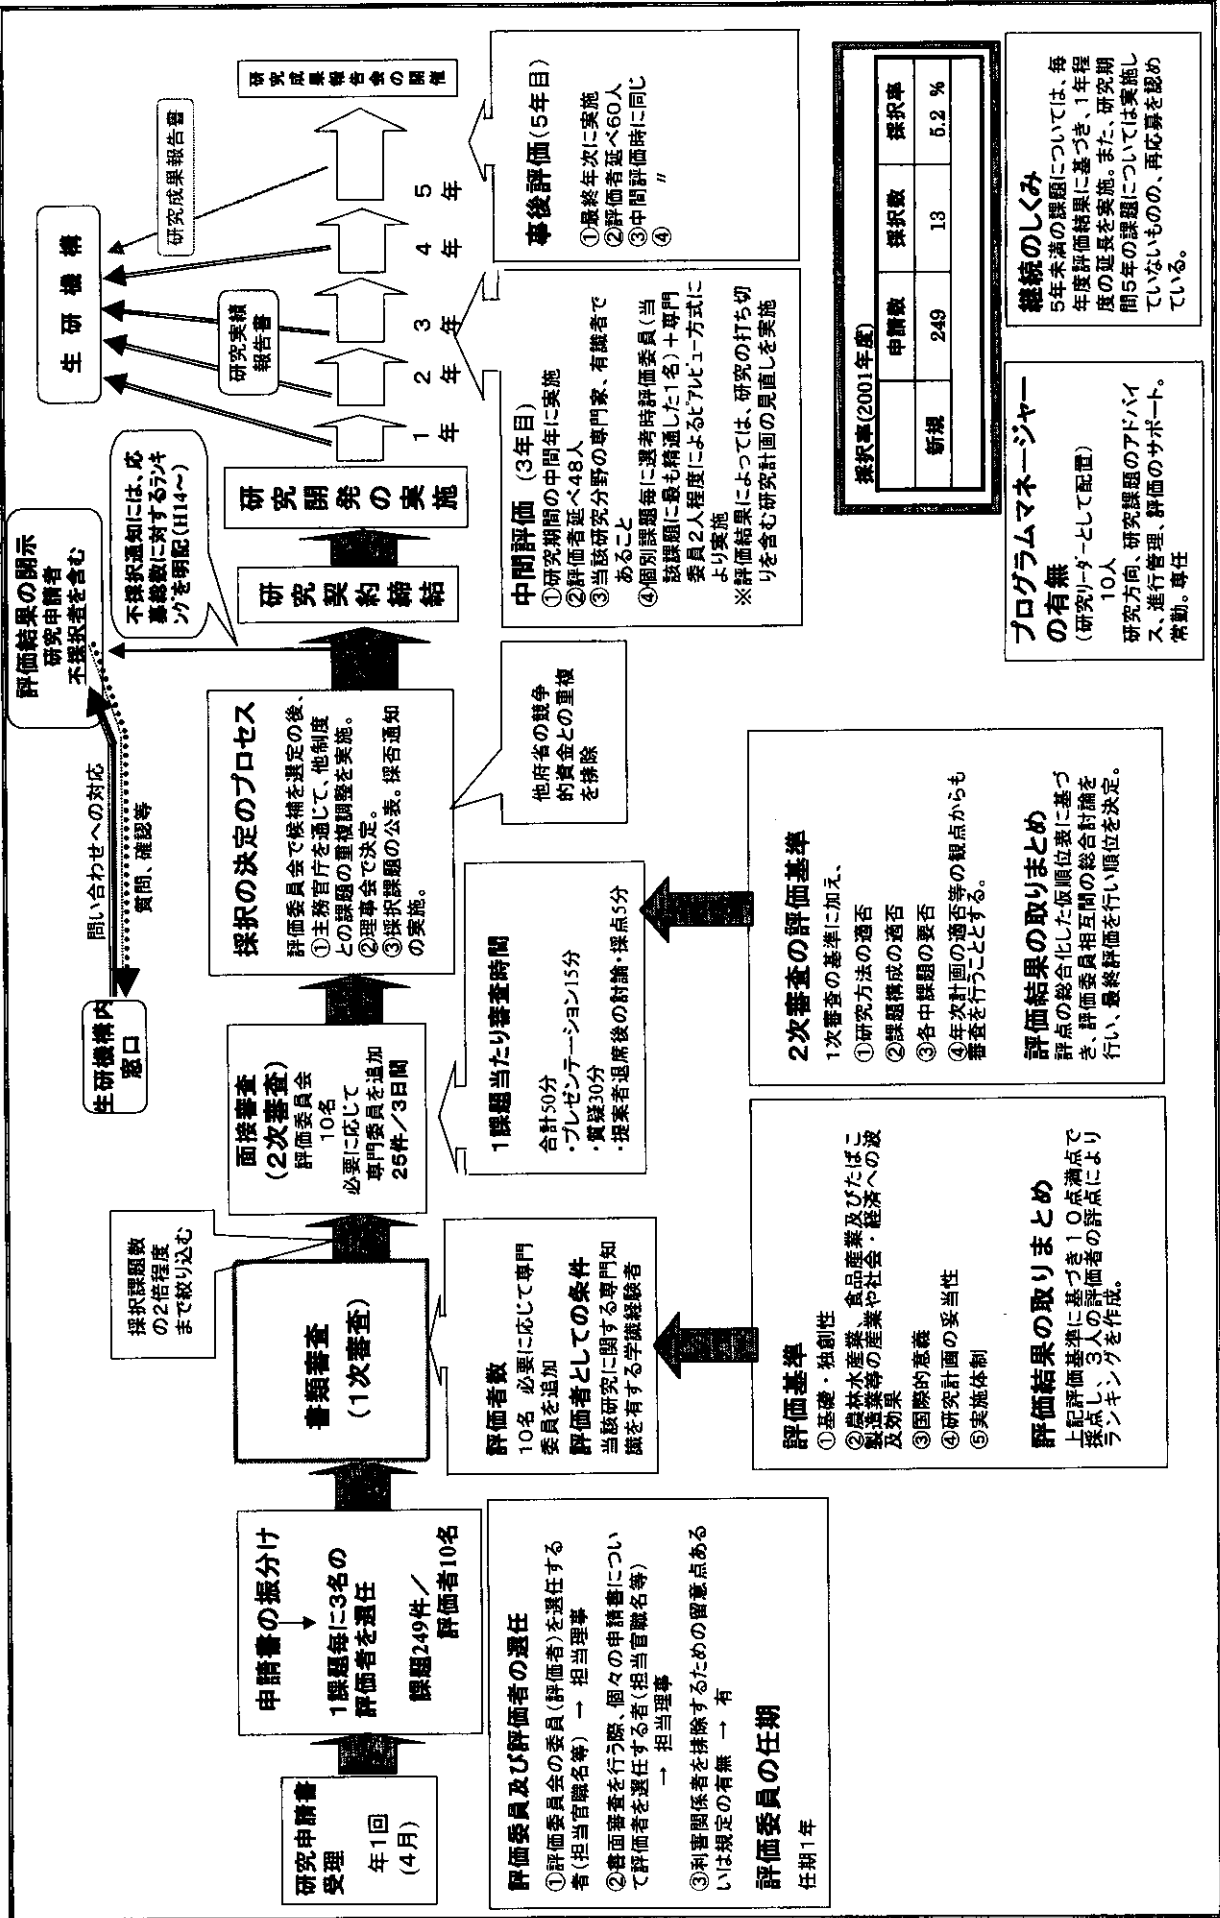 研究申請書
受理
年1回
(4月)
申請書の振分け
1課題毎に3名の
評価者を選任
課題249件／
評価者10名
書類審査
(1次審査)
採択課題数
の2倍程度
まで絞り込む
面接審査
(2次審査)
評価委員会
10名
必要に応じて
専門委員を追加
25件／3日間
採択の決定のプロセス
評価委員会で候補を選定の後、
①主務官庁を通じて、他制度
との課題の重複調整を実施。
②理事会で決定。
③採択課題の公表。採否通知
の実施。
研究契約締結
研究開発の実施
1年
2年
3年
4年
5年
研究成果報告会の開催
生研機構
研究実績
報告書
研究成果報告書
生研機構内
窓口
問い合わせへの対応
質問、確認等
評価結果の開示
研究申請者
不採択者を含む
不採択通知には、応
募総数に対するランキ
ングを明記(H14～)
評価委員及び評価者の選任
①評価委員会の委員(評価者)を選任する
者(担当官職名等) → 担当理事
②書面審査を行う際、個々の申請書につい
て評価者を選任する者(担当官職名等)
→ 担当理事
③利害関係者を排除するための留意点ある
いは規定の有無 → 有
評価委員の任期
任期1年
評価者数
10名 必要に応じて専門
委員を追加
評価者としての条件
当該研究に関する専門知
識を有する学識経験者
1課題当たり審査時間
合計50分
・プレゼンテーション15分
・質疑30分
・提案者退席後の討論・採点5分
他府省の競争
的資金との重複
を排除
中間評価 (3年目)
①研究期間の中間年に実施
②評価者延べ48人
③当該研究分野の専門家、有識者で
あること
④個別課題毎に選考時評価委員(当
該課題に最も精通した1名)＋専門
委員2人程度によるピアレビュー方式に
より実施
※評価結果によっては、研究の打ち切
りを含む研究計画の見直しを実施
事後評価(5年目)
①最終年次に実施
②評価者延べ60人
③中間評価時に同じ
④ 〃
評価基準
①基礎・独創性
②農林水産業、食品産業及びたばこ
製造業等の産業や社会・経済への波
及効果
③国際的意義
④研究計画の妥当性
⑤実施体制
評価結果の取りまとめ
上記評価基準に基づき１０点満点で
採点し、３人の評価者の評点により
ランキングを作成。
2次審査の評価基準
1次審査の基準に加え、
①研究方法の適否
②課題構成の適否
③各中課題の要否
④年次計画の適否等の観点からも
審査を行うこととする。
評価結果の取りまとめ
評点の総合化した仮順位表に基づ
き、評価委員相互間の総合討論を
行い、最終評価を行い順位を決定。
採択率(2001年度)
申請数 採択数 採択率
新規 249 13 5.2 %
プログラムマネージャー
の有無
(研究リーダーとして配置)
10人
研究方向、研究課題のアドバイ
ス、進行管理、評価のサポート。
常勤。専任
継続のしくみ
5年未満の課題については、毎
年度評価結果に基づき、1年程
度の延長を実施。また、研究期
間5年の課題については実施し
ていないものの、再応募を認め
ている。